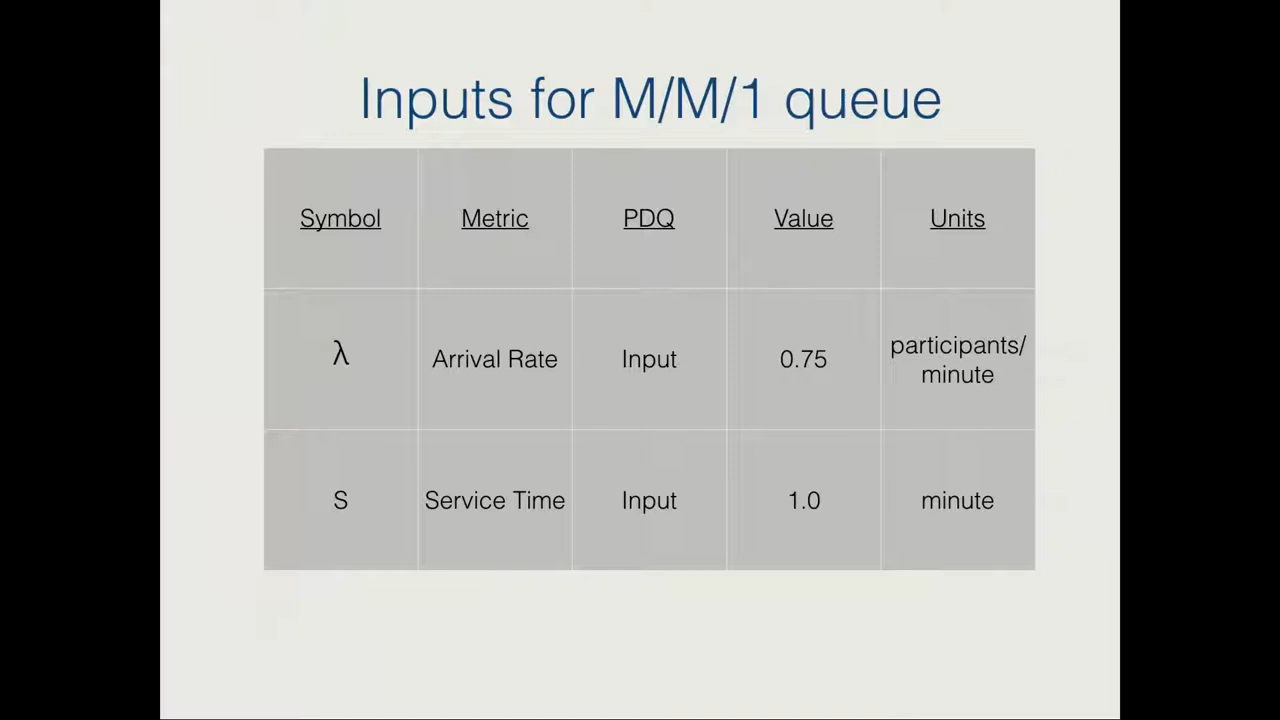 Inputs for M/M/1 queue
Symbol Metric PDQ Value Units
λ Arrival Rate Input 0.75 participants/
minute
S Service Time Input 1.0 minute